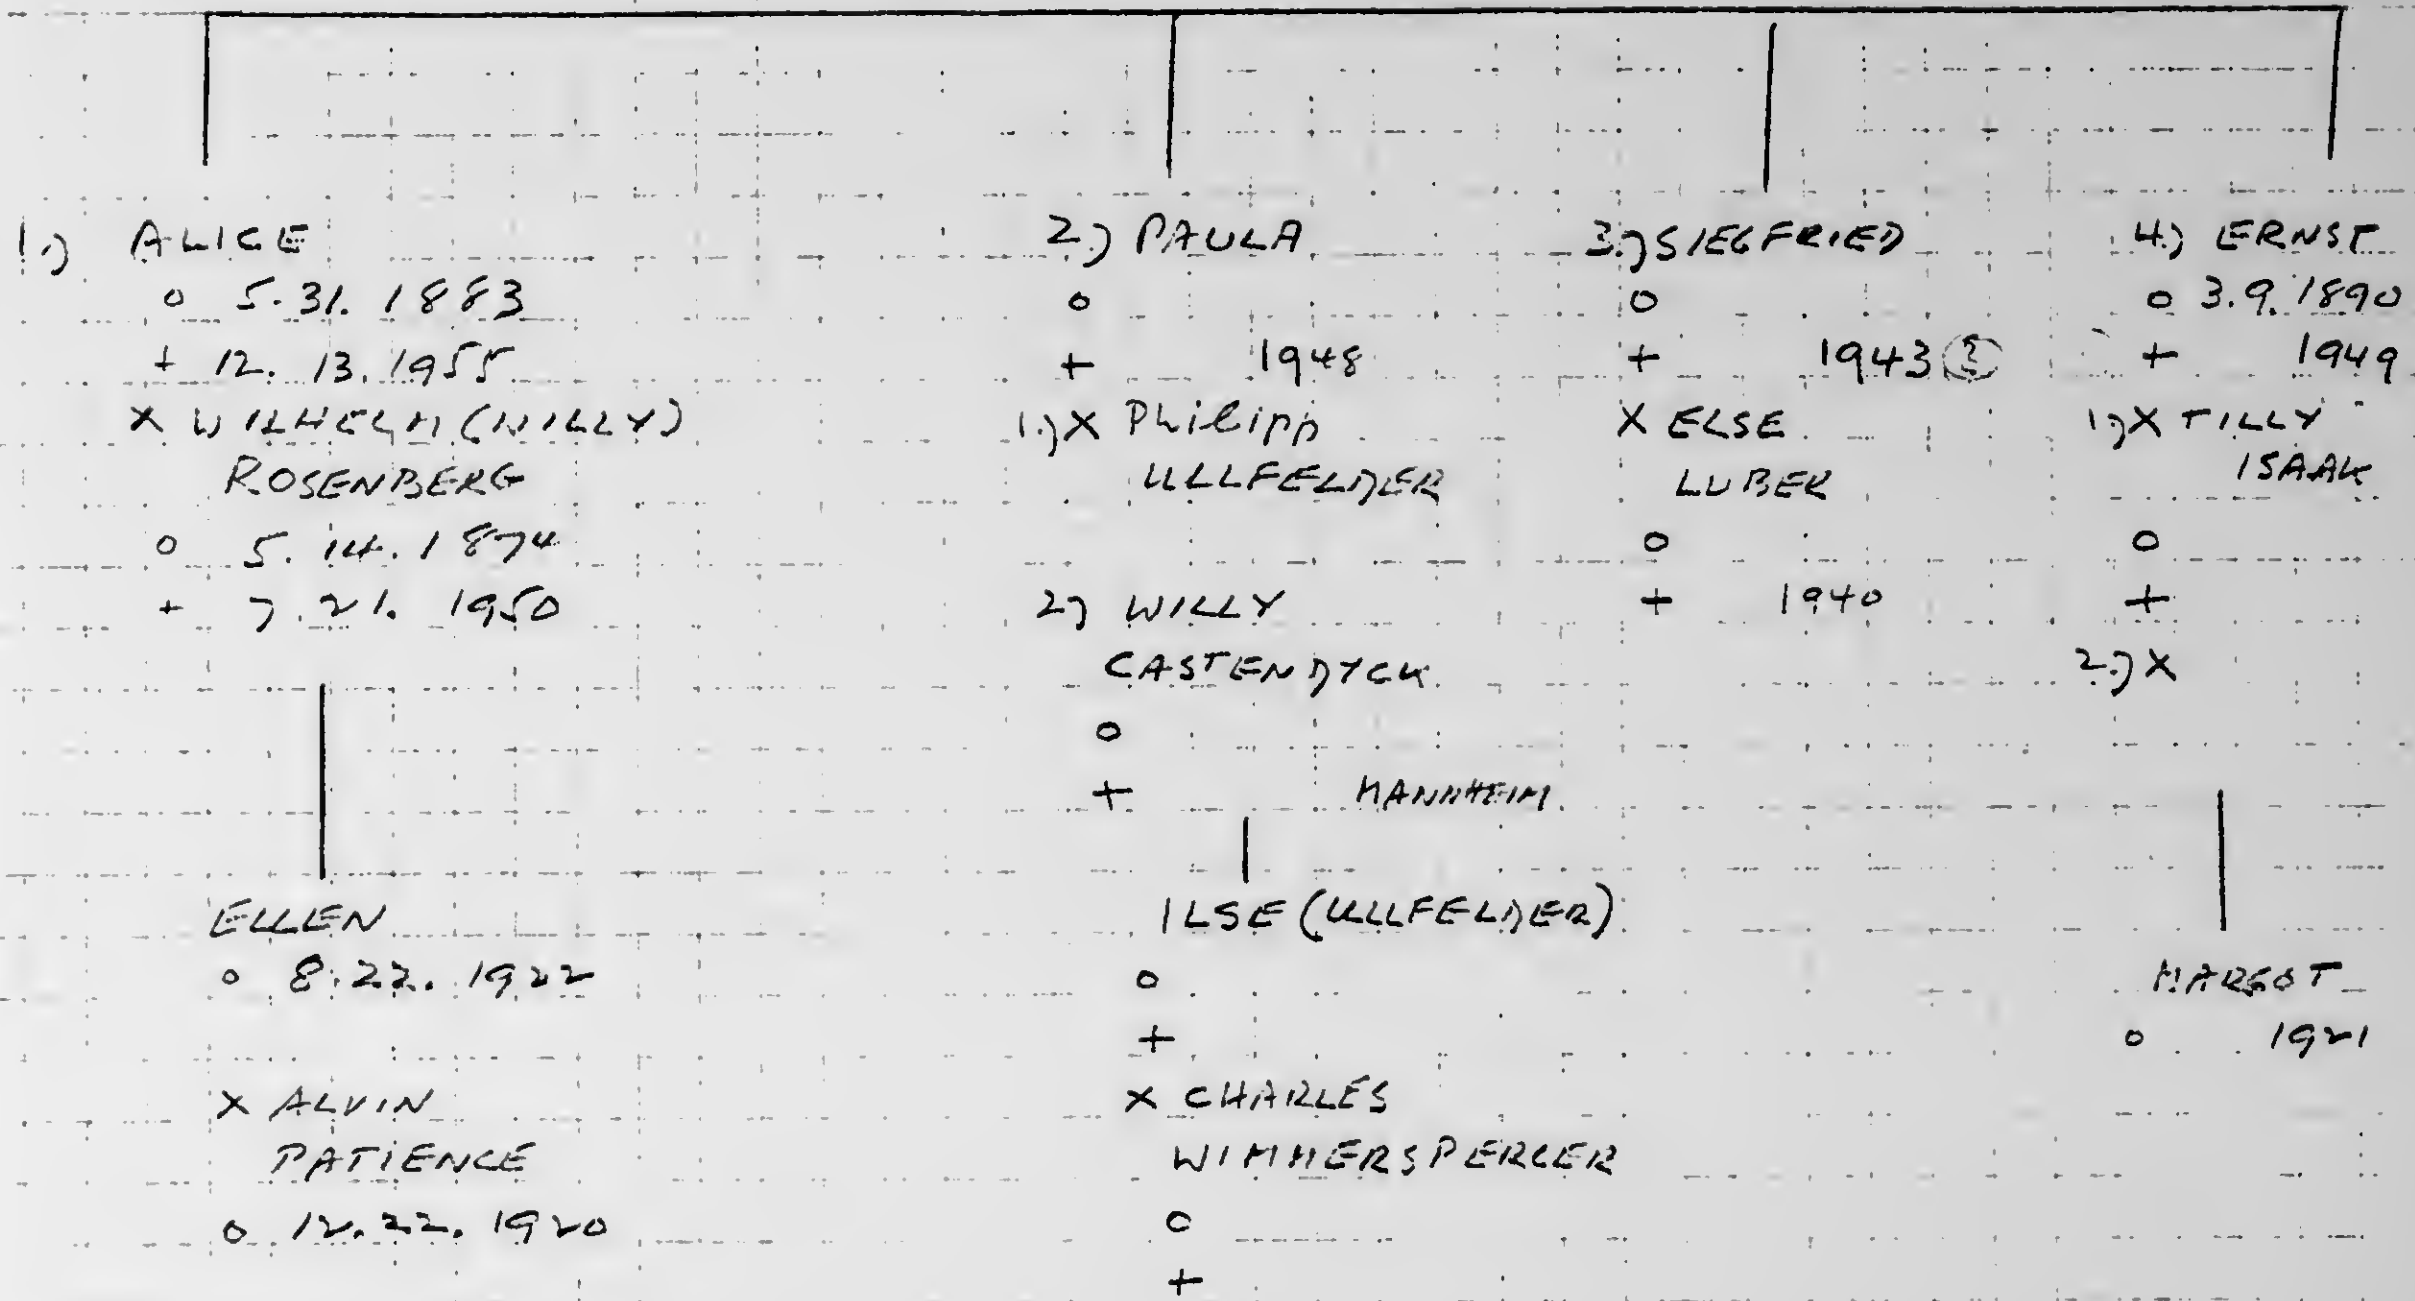 1.) ALICE
o 5.31.1883
+ 12.13.1955
X WILHELM (WILLY)
ROSENBERG
o 5.14.1874
+ 7.21.1950
ELLEN
o 8.22.1922
X ALVIN
PATIENCE
o 12.22.1920
2.) PAULA
o
+ 1948
1.) X Philipp
ULLFELDER
2.) WILLY
CASTENDYCK
o
+ MANNHEIM
ILSE (ULLFELDER)
o
+
X CHARLES
WIMMERSPERGER
o
+
3.) SIEGFRIED
o
+ 1943 ?
X ELSE
LUBER
o
+ 1940
4.) ERNST
o 3.9.1890
+ 1949
1.) X TILLY
ISAAK
o
+
2.) X
MARGOT
o 1921